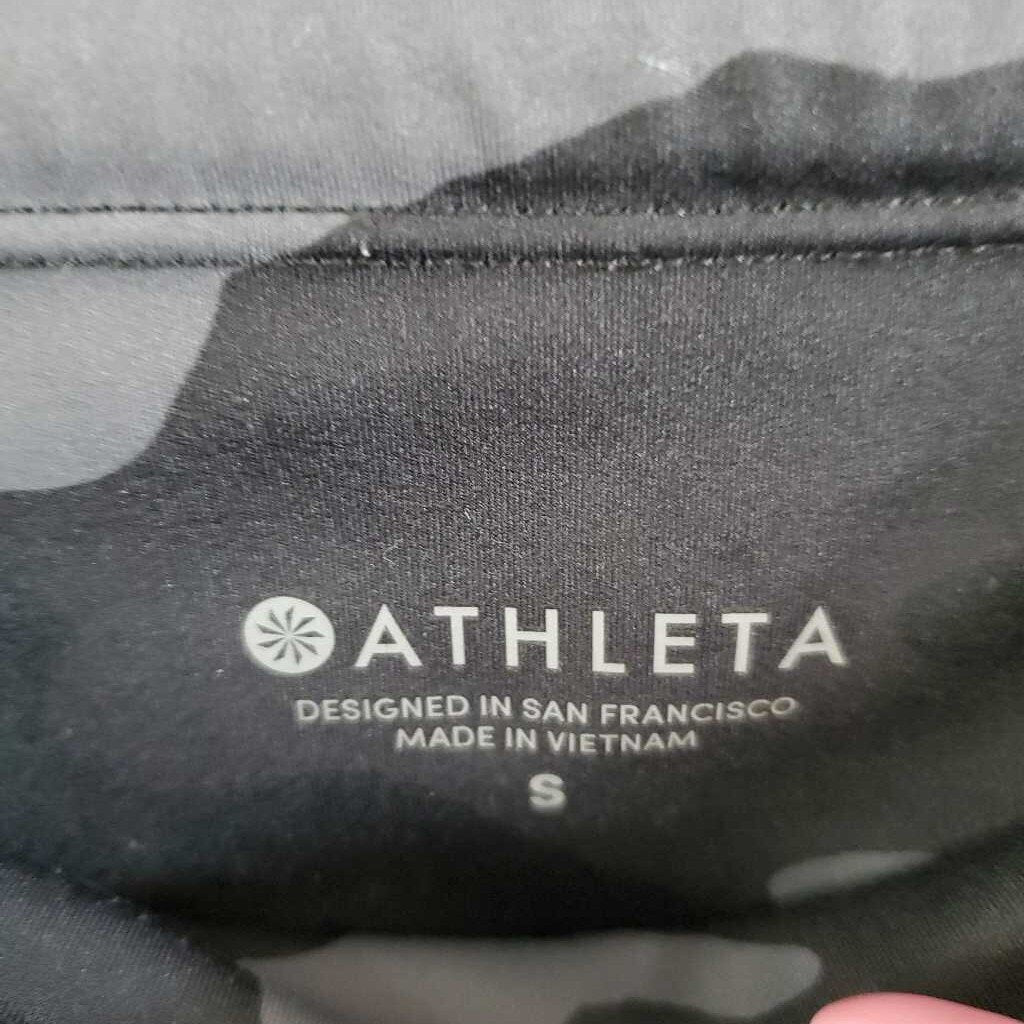 ATHLETA
DESIGNED IN SAN FRANCISCO
MADE IN VIETNAM
S